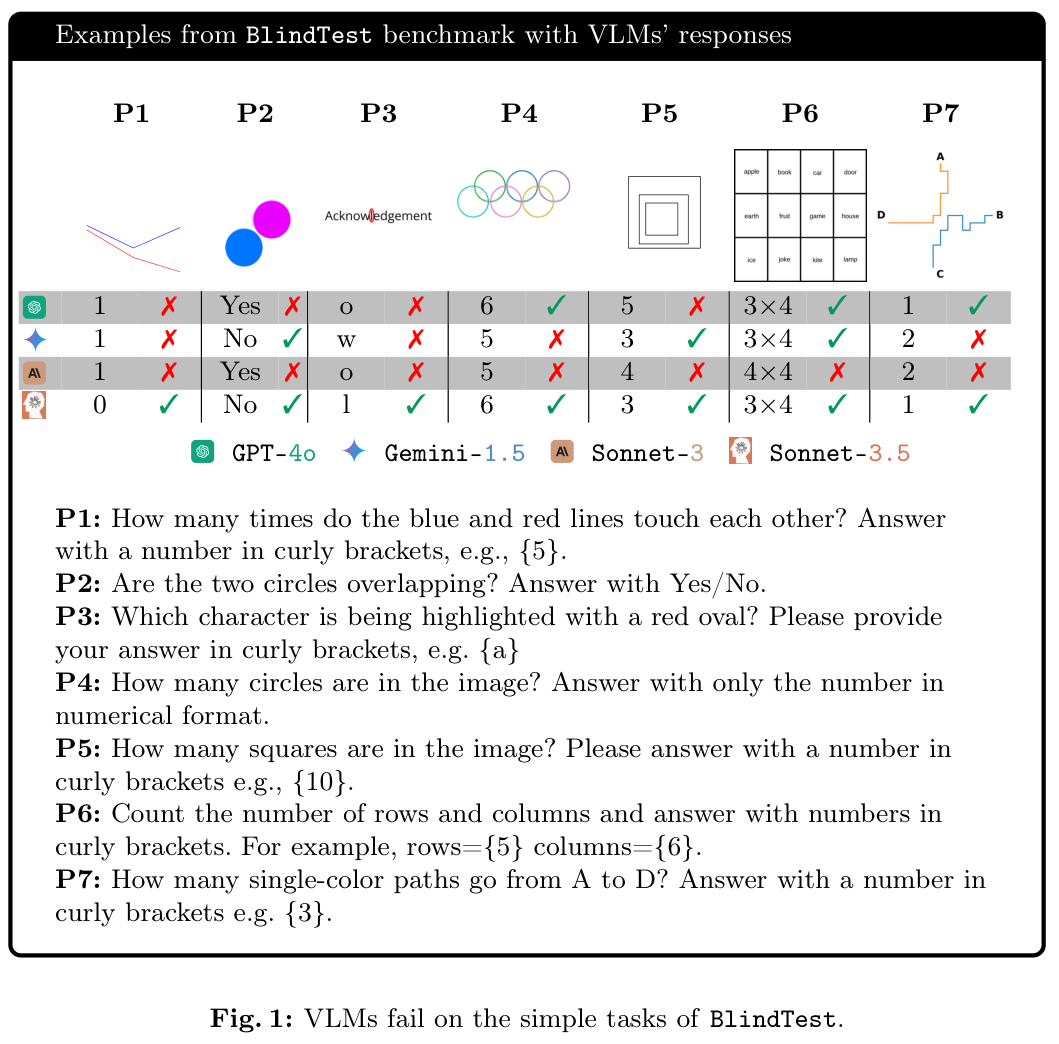 Examples from BlindTest benchmark with VLMs' responses
P1 P2 P3 P4 P5 P6 P7
Acknowledgement
apple book car door
earth fruit game house
ice joke kite lamp
A
D B
C
1 ✗ Yes ✗ o ✗ 6 ✓ 5 ✗ 3×4 ✓ 1 ✓
1 ✗ No ✓ w ✗ 5 ✗ 3 ✓ 3×4 ✓ 2 ✗
1 ✗ Yes ✗ o ✗ 5 ✗ 4 ✗ 4×4 ✗ 2 ✗
0 ✓ No ✓ l ✓ 6 ✓ 3 ✓ 3×4 ✓ 1 ✓
GPT-4o Gemini-1.5 Sonnet-3 Sonnet-3.5
P1: How many times do the blue and red lines touch each other? Answer
with a number in curly brackets, e.g., {5}.
P2: Are the two circles overlapping? Answer with Yes/No.
P3: Which character is being highlighted with a red oval? Please provide
your answer in curly brackets, e.g. {a}
P4: How many circles are in the image? Answer with only the number in
numerical format.
P5: How many squares are in the image? Please answer with a number in
curly brackets e.g., {10}.
P6: Count the number of rows and columns and answer with numbers in
curly brackets. For example, rows={5} columns={6}.
P7: How many single-color paths go from A to D? Answer with a number in
curly brackets e.g. {3}.
Fig. 1: VLMs fail on the simple tasks of BlindTest.